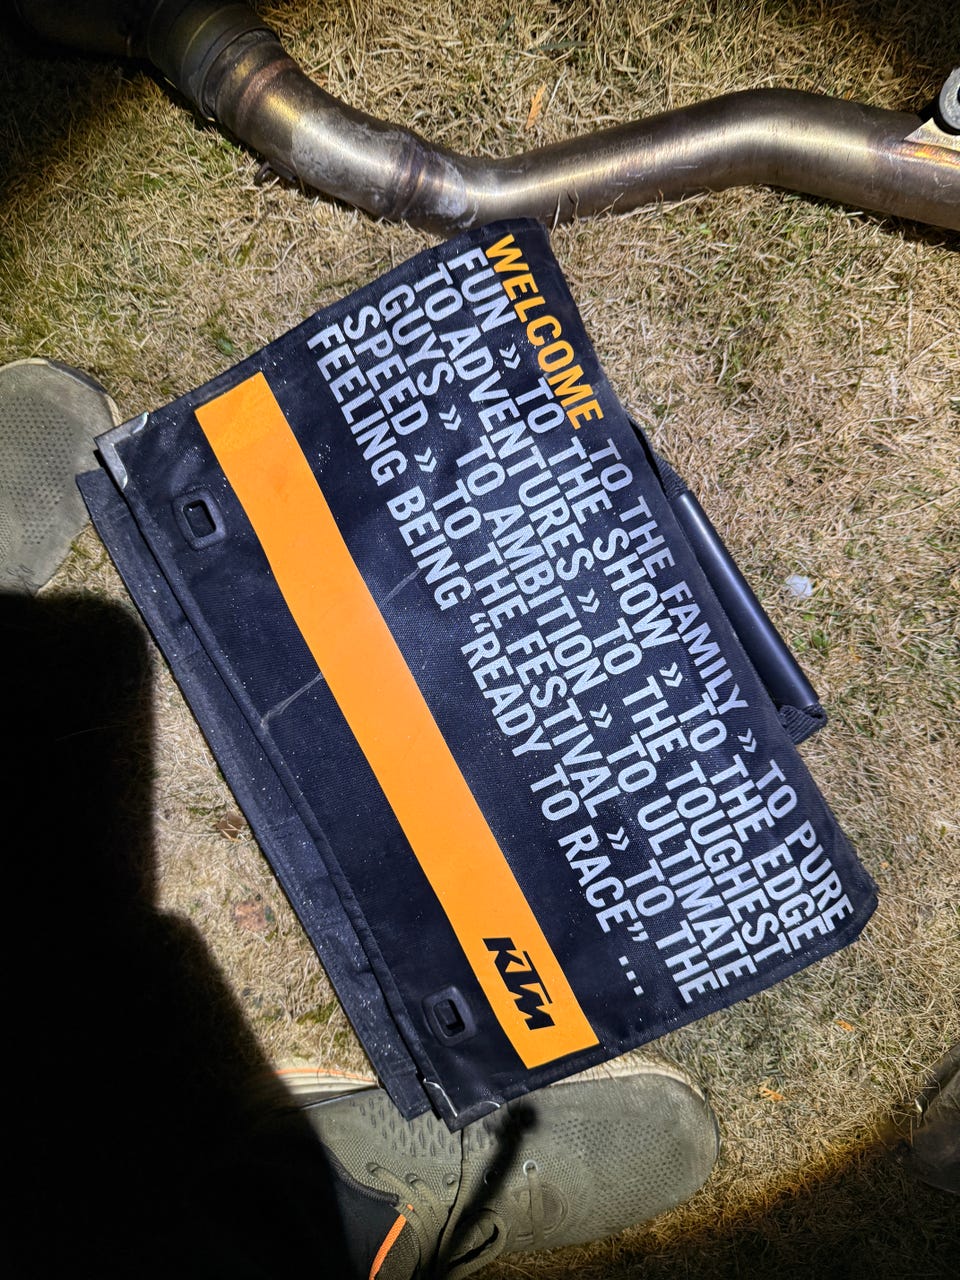 WELCOME TO THE FAMILY » TO PURE
FUN » TO THE SHOW » TO THE EDGE
TO ADVENTURES » TO THE TOUGHEST
GUYS » TO AMBITION » TO ULTIMATE
SPEED » TO THE FESTIVAL » TO THE
FEELING BEING “READY TO RACE” ...
KTM